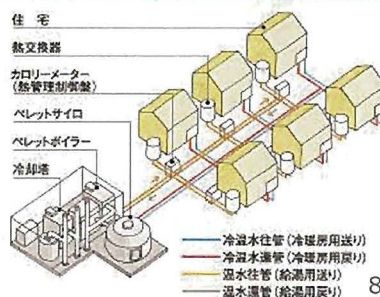 住 宅
熱交換器
カロリーメーター
(熱管理制御盤)
ペレットサイロ
ペレットボイラー
冷却塔
冷温水往管(冷暖房用送り)
冷温水還管(冷暖房用戻り)
温水往管(給湯用送り)
温水還管(給湯用戻り)
8